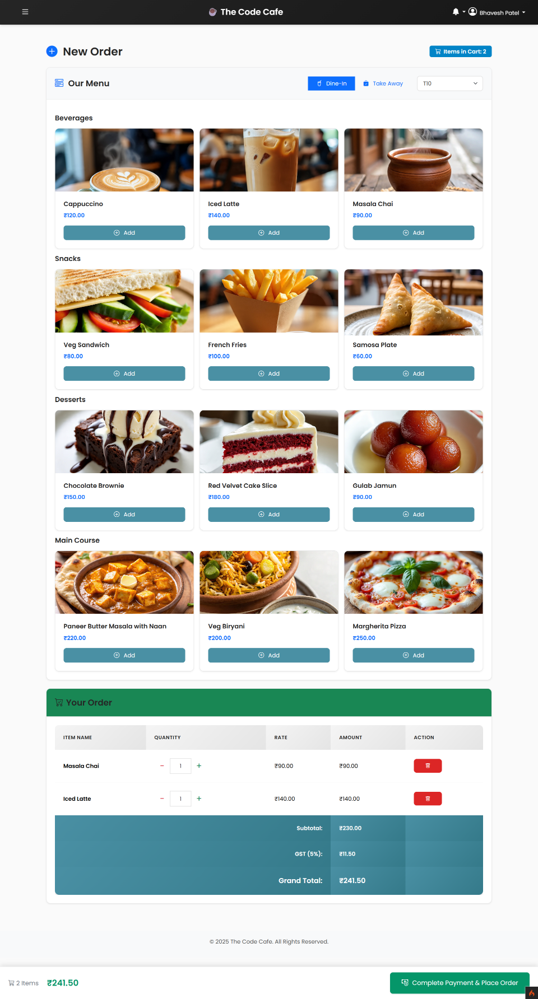 The Code Cafe
Bhavesh Patel
New Order
Items in Cart: 2
Our Menu
Dine-In
Take Away
T10
Beverages
Cappuccino
₹120.00
Add
Iced Latte
₹140.00
Add
Masala Chai
₹90.00
Add
Snacks
Veg Sandwich
₹80.00
Add
French Fries
₹100.00
Add
Samosa Plate
₹60.00
Add
Desserts
Chocolate Brownie
₹150.00
Add
Red Velvet Cake Slice
₹180.00
Add
Gulab Jamun
₹90.00
Add
Main Course
Paneer Butter Masala with Naan
₹220.00
Add
Veg Biryani
₹200.00
Add
Margherita Pizza
₹250.00
Add
Your Order
ITEM NAME QUANTITY RATE AMOUNT ACTION
Masala Chai − 1 + ₹90.00 ₹90.00
Iced Latte − 1 + ₹140.00 ₹140.00
Subtotal: ₹230.00
GST (5%): ₹11.50
Grand Total: ₹241.50
© 2025 The Code Cafe. All Rights Reserved.
2 Items ₹241.50
Complete Payment & Place Order